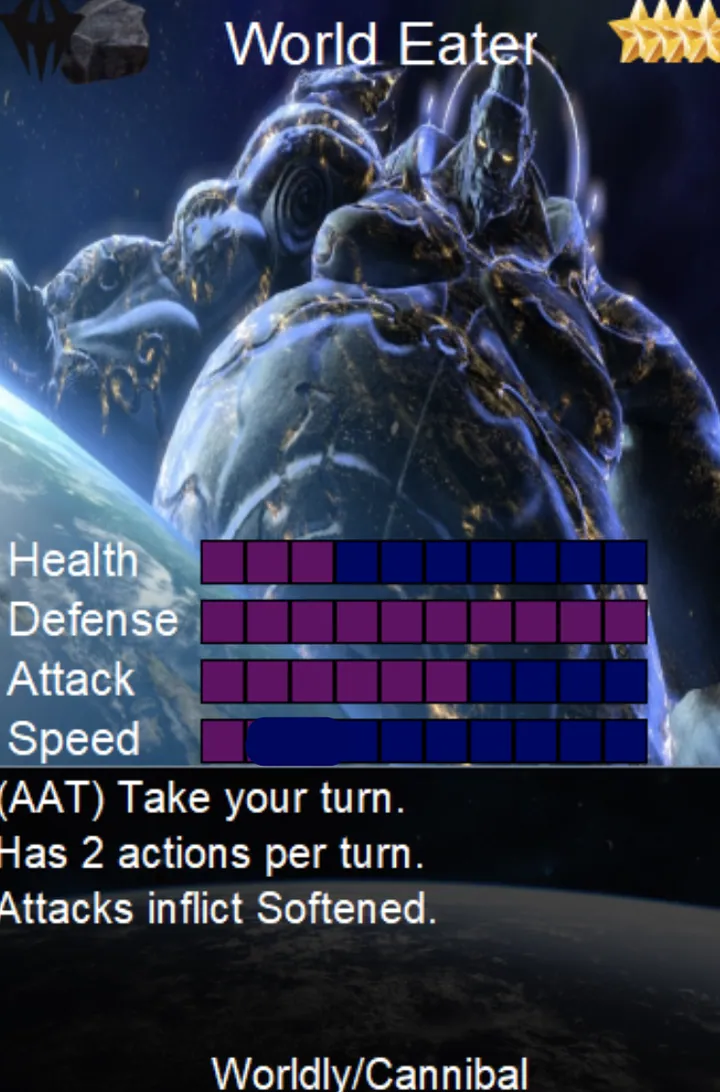 World Eater
Health
Defense
Attack
Speed
(AAT) Take your turn.
Has 2 actions per turn.
Attacks inflict Softened.
Worldly/Cannibal